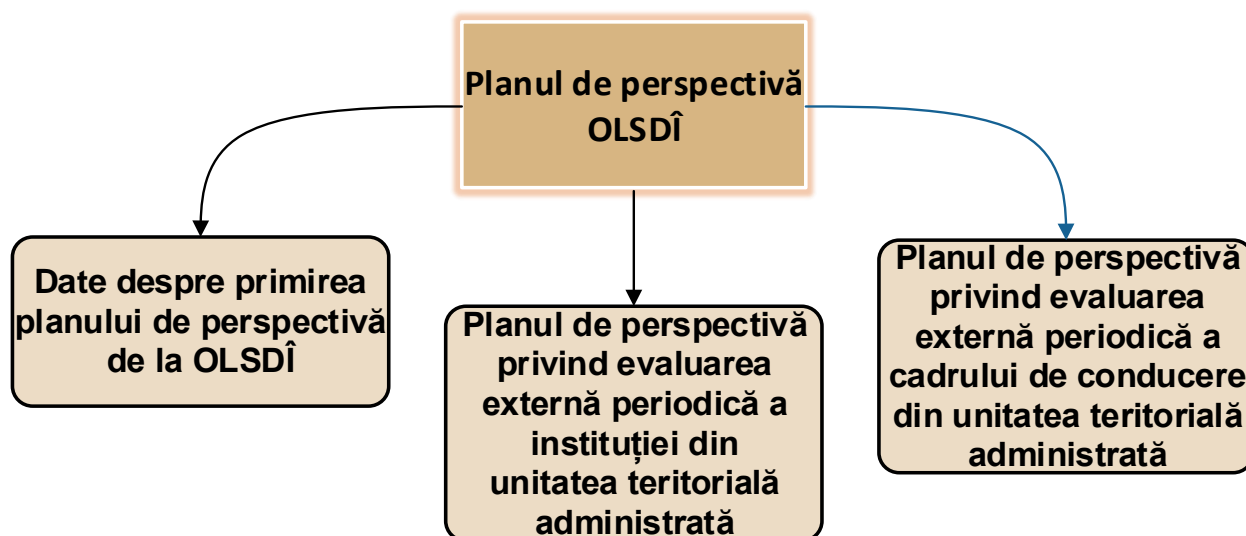 Planul de perspectivă
OLSDÎ
Date despre primirea
planului de perspectivă
de la OLSDÎ
Planul de perspectivă
privind evaluarea
externă periodică a
instituției din
unitatea teritorială
administrată
Planul de perspectivă
privind evaluarea
externă periodică a
cadrului de conducere
din unitatea teritorială
administrată